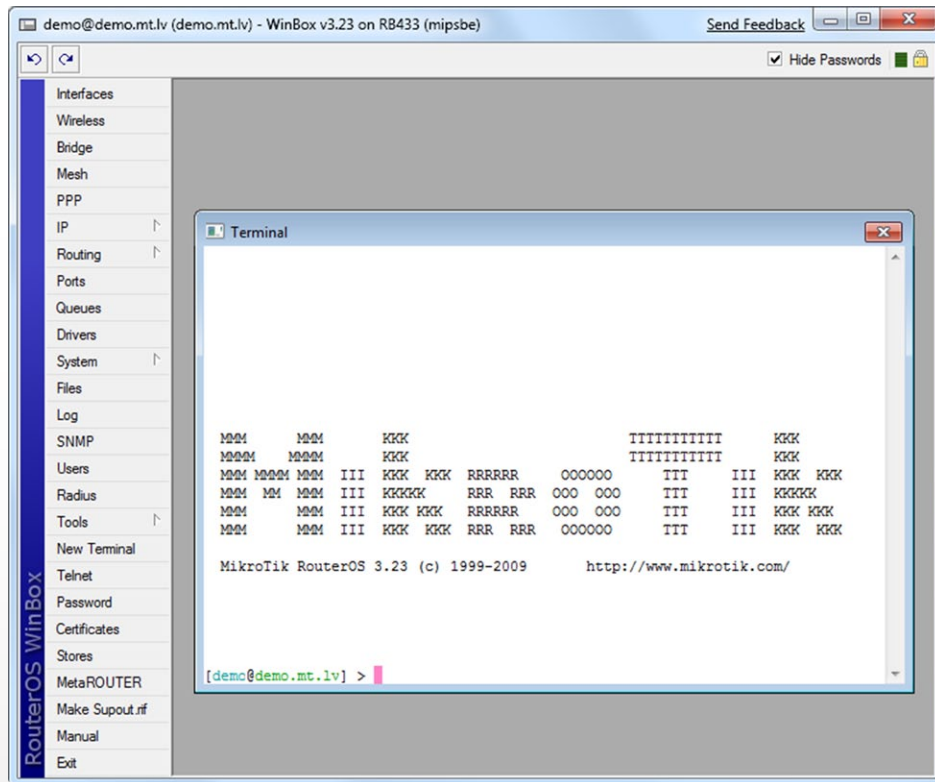 demo@demo.mt.lv (demo.mt.lv) - WinBox v3.23 on RB433 (mipsbe)
Send Feedback
Hide Passwords
Interfaces
Wireless
Bridge
Mesh
PPP
IP
Routing
Ports
Queues
Drivers
System
Files
Log
SNMP
Users
Radius
Tools
New Terminal
Telnet
Password
Certificates
Stores
MetaROUTER
Make Supout.rif
Manual
Exit
RouterOS WinBox
Terminal
MMM      MMM       KKK                          TTTTTTTTTTT      KKK
MMMM    MMMM       KKK                          TTTTTTTTTTT      KKK
MMM MMMM MMM  III  KKK  KKK  RRRRRR     OOOOOO      TTT     III  KKK  KKK
MMM  MM  MMM  III  KKKKK     RRR  RRR  OOO  OOO     TTT     III  KKKKK
MMM      MMM  III  KKK KKK   RRRRRR    OOO  OOO     TTT     III  KKK KKK
MMM      MMM  III  KKK  KKK  RRR  RRR   OOOOOO      TTT     III  KKK  KKK
MikroTik RouterOS 3.23 (c) 1999-2009       http://www.mikrotik.com/
[demo@demo.mt.lv] >